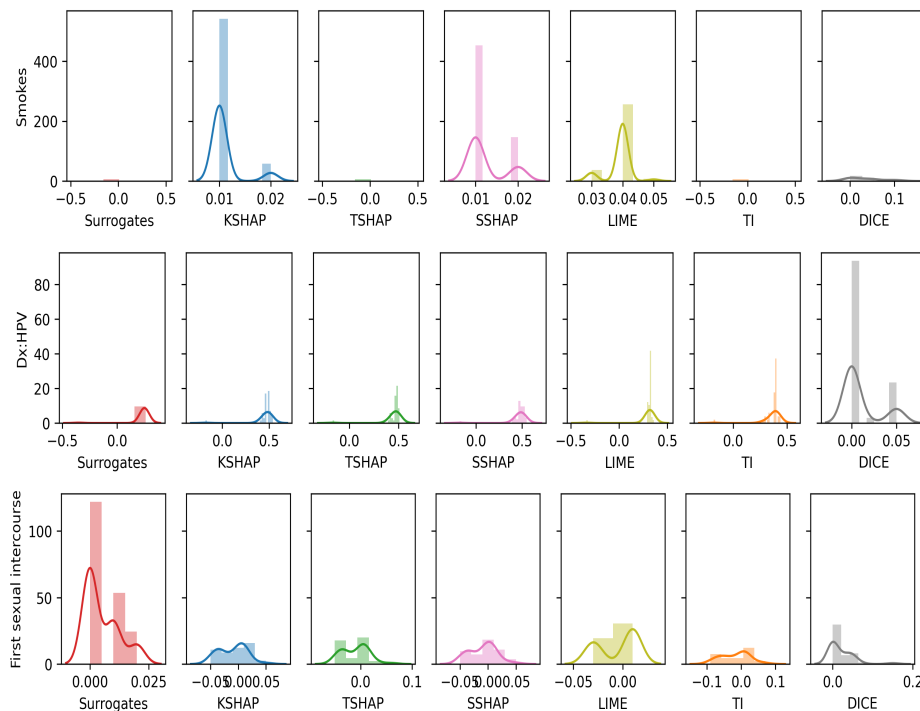 Smokes
400
200
0
−0.5 0.0 0.5
0.01 0.02
−0.5 0.0 0.5
0.01 0.02
0.03 0.04 0.05
−0.5 0.0 0.5
0.0 0.1
Surrogates KSHAP TSHAP SSHAP LIME TI DICE
Dx:HPV
80
60
40
20
0
−0.5 0.0
0.0 0.5
0.0 0.5
0.0 0.5
−0.5 0.0 0.5
0.0 0.5
0.00 0.05
Surrogates KSHAP TSHAP SSHAP LIME TI DICE
First sexual intercourse
100
50
0
0.000 0.025
−0.05 0.00 0.05
0.0 0.1
−0.05 0.00 0.05
−0.05 0.00
−0.1 0.0 0.1
0.0 0.2
Surrogates KSHAP TSHAP SSHAP LIME TI DICE